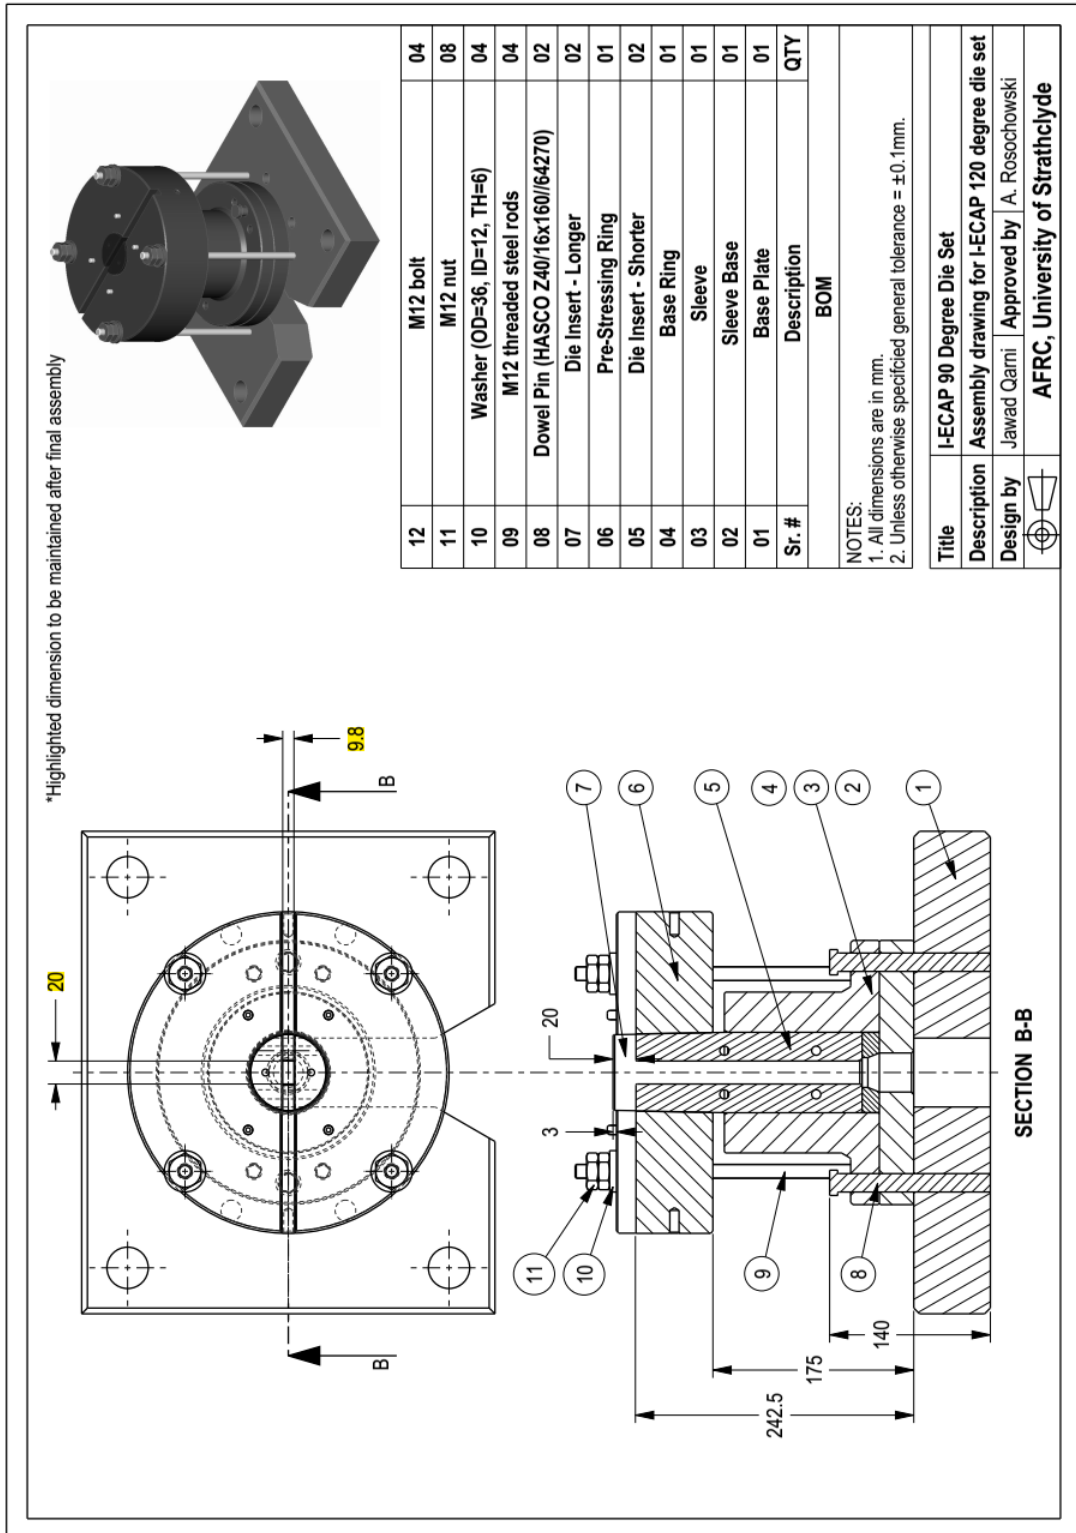 *Highlighted dimension to be maintained after final assembly
20
9.8
B
B
7
6
5
4
3
2
1
20
3
11
10
9
8
140
175
242.5
SECTION B-B
12 M12 bolt 04
11 M12 nut 08
10 Washer (OD=36, ID=12, TH=6) 04
09 M12 threaded steel rods 04
08 Dowel Pin (HASCO Z40/16x160//64270) 02
07 Die Insert - Longer 02
06 Pre-Stressing Ring 01
05 Die Insert - Shorter 02
04 Base Ring 01
03 Sleeve 01
02 Sleeve Base 01
01 Base Plate 01
Sr. # Description QTY
BOM
NOTES:
1. All dimensions are in mm.
2. Unless otherwise specifcied general tolerance = ±0.1mm.
Title I-ECAP 90 Degree Die Set
Description Assembly drawing for I-ECAP 120 degree die set
Design by Jawad Qarni Approved by A. Rosochowski
AFRC, University of Strathclyde